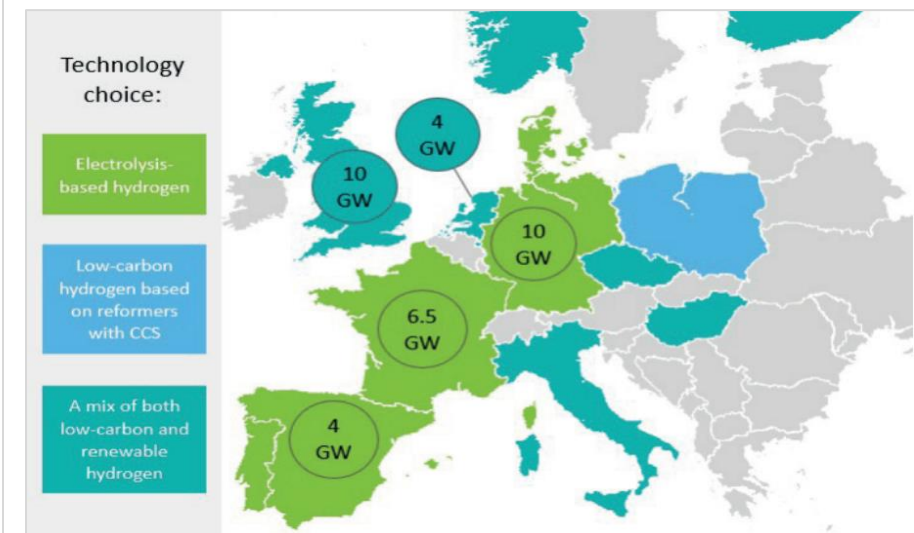 Technology
choice:
Electrolysis-
based hydrogen
Low-carbon
hydrogen based
on reformers
with CCS
A mix of both
low-carbon and
renewable
hydrogen
4
GW
10
GW
10
GW
6.5
GW
4
GW